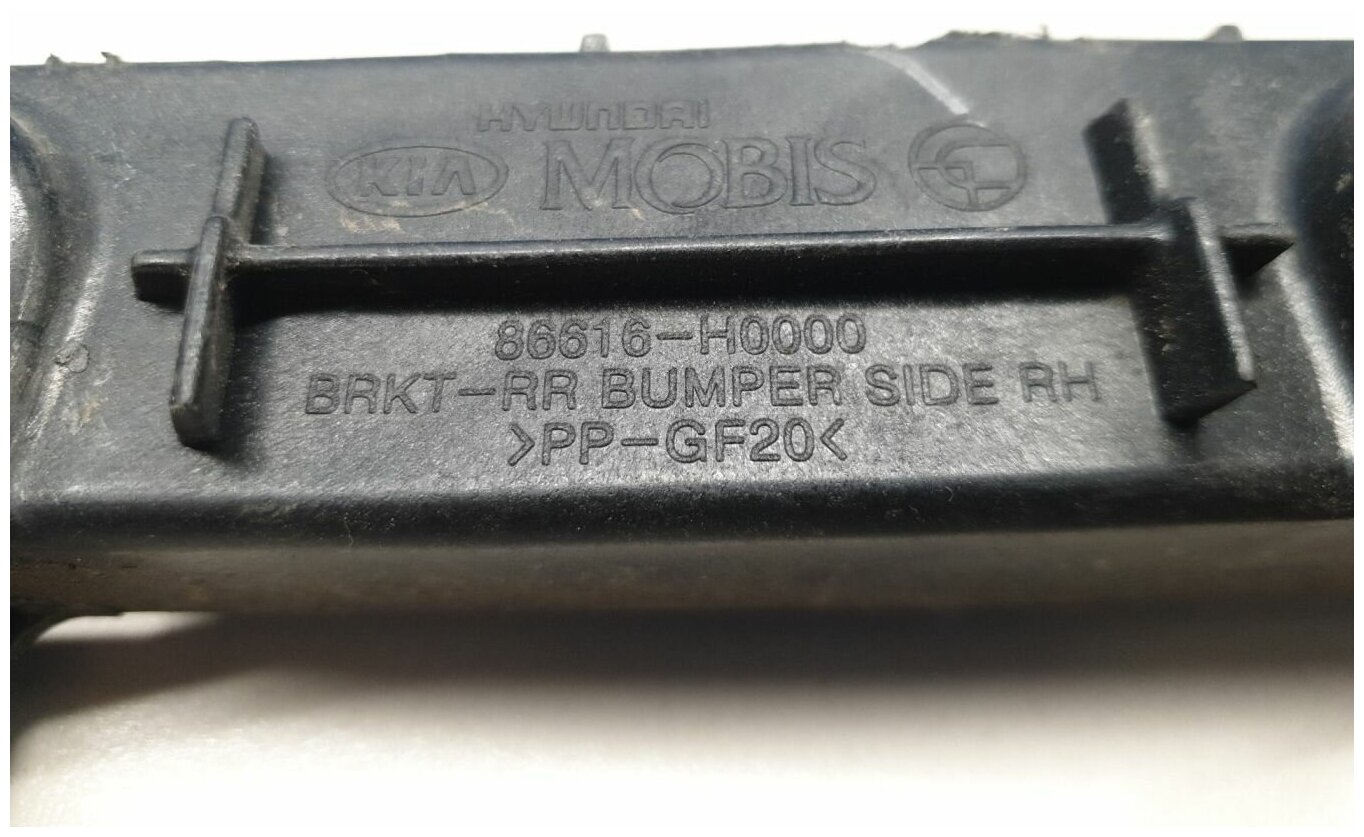 HYUNDAI
KIA MOBIS
86616-H0000
BRKT-RR BUMPER SIDE RH
>PP-GF20<